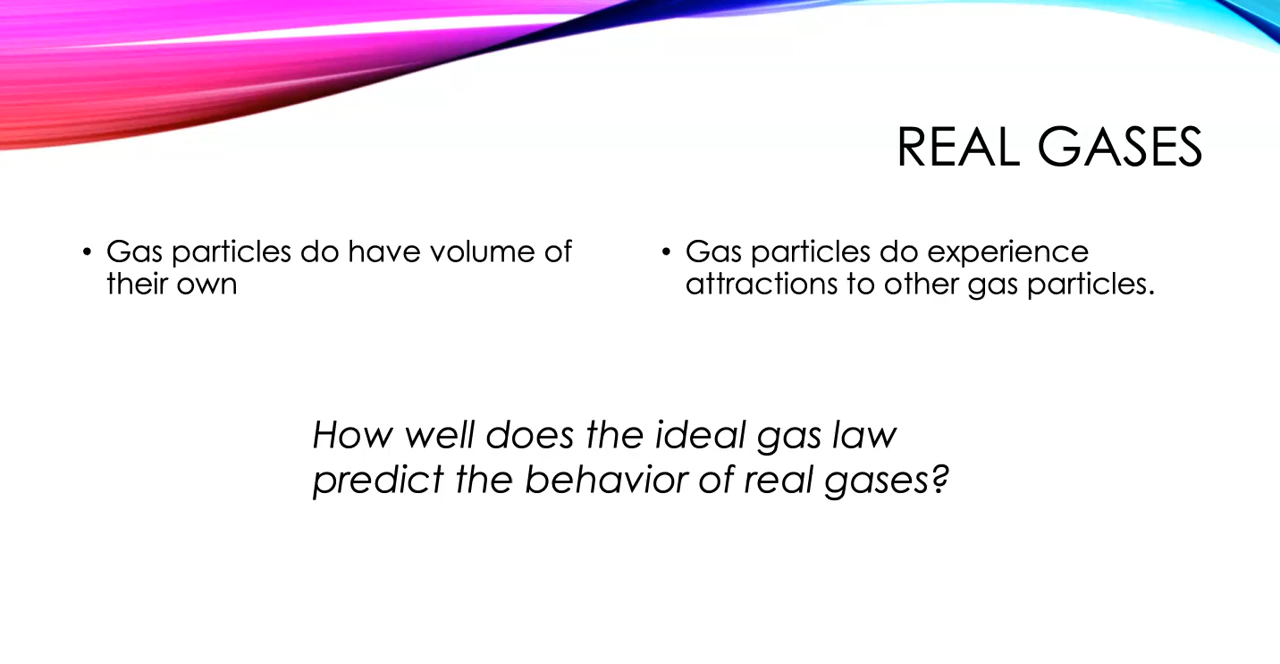 REAL GASES
• Gas particles do have volume of
their own
• Gas particles do experience
attractions to other gas particles.
How well does the ideal gas law
predict the behavior of real gases?